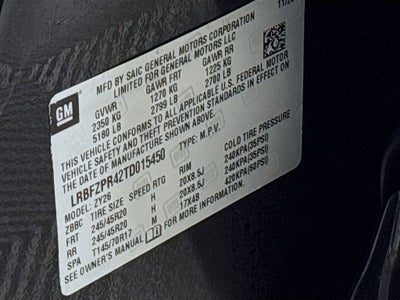 GM
MFD BY SAIC GENERAL MOTORS CORPORATION
LIMITED FOR GENERAL MOTORS LLC
GVWR GAWR FRT GAWR RR
2350 KG 1270 KG 1225 KG
5180 LB 2799 LB 2700 LB
THIS VEHICLE CONFORMS TO ALL APPLICABLE U.S. FEDERAL MOTOR
VEHICLE SAFETY AND THEFT PREVENTION STANDARDS IN EFFECT ON
THE DATE OF MANUFACTURE SHOWN ABOVE.
LRBFZPR42TD015450 TYPE: M.P.V.
MODEL: ZY26
ZBBC TIRE SIZE SPEED RTG RIM COLD TIRE PRESSURE
FRT 245/45R20 H 20X8.5J 240KPA(35PSI)
RR 245/45R20 H 20X8.5J 240KPA(35PSI)
SPA T145/70R17 M 17X4B 420KPA(60PSI)
SEE OWNER'S MANUAL FOR MORE INFORMATION.